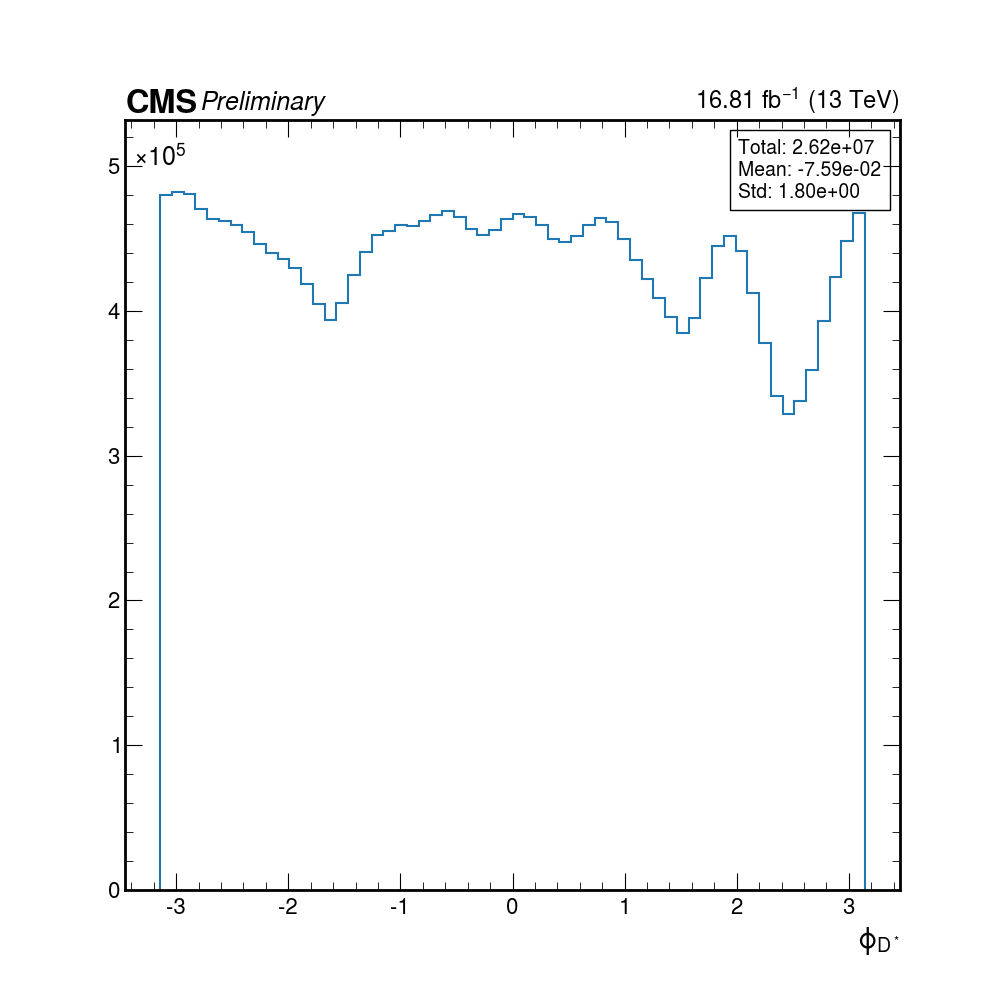 CMS Preliminary 16.81 fb⁻¹ (13 TeV)
×10⁵
Total: 2.62e+07
Mean: -7.59e-02
Std: 1.80e+00
5
4
3
2
1
0
-3 -2 -1 0 1 2 3
ϕ_D*